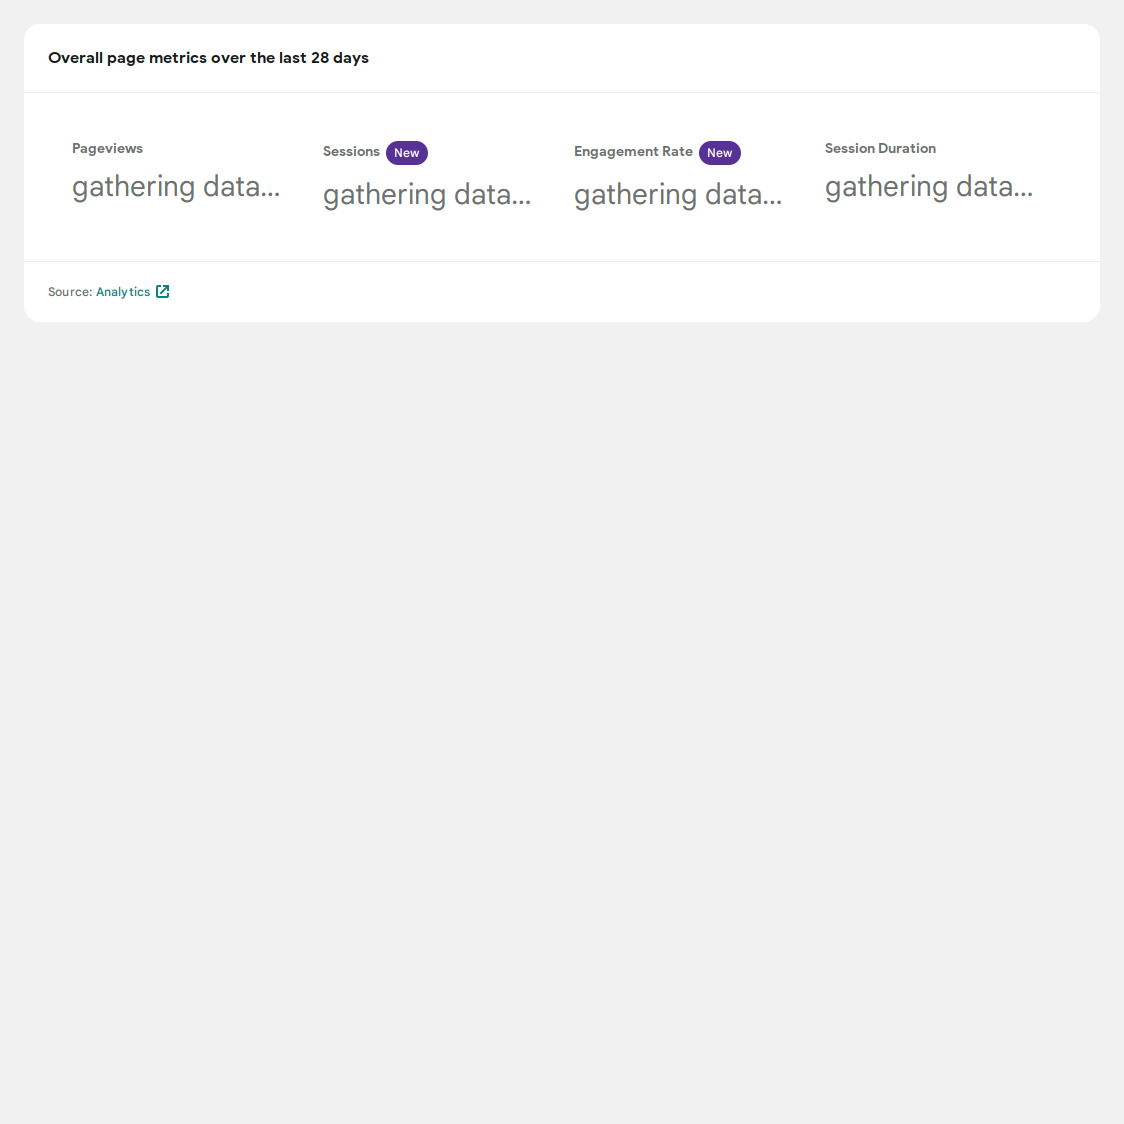 Overall page metrics over the last 28 days
Pageviews
gathering data...
Sessions New
gathering data...
Engagement Rate New
gathering data...
Session Duration
gathering data...
Source: Analytics